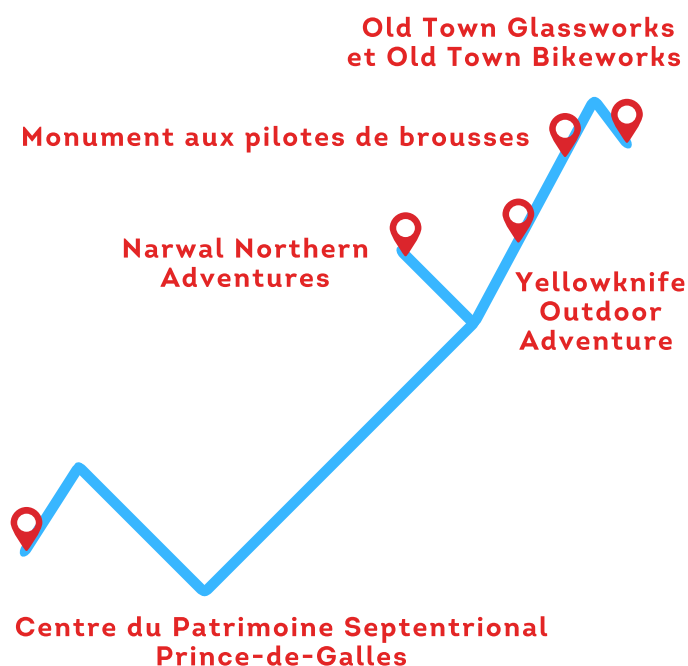 Old Town Glassworks
et Old Town Bikeworks
Monument aux pilotes de brousses
Narwal Northern
Adventures
Yellowknife
Outdoor
Adventure
Centre du Patrimoine Septentrional
Prince-de-Galles